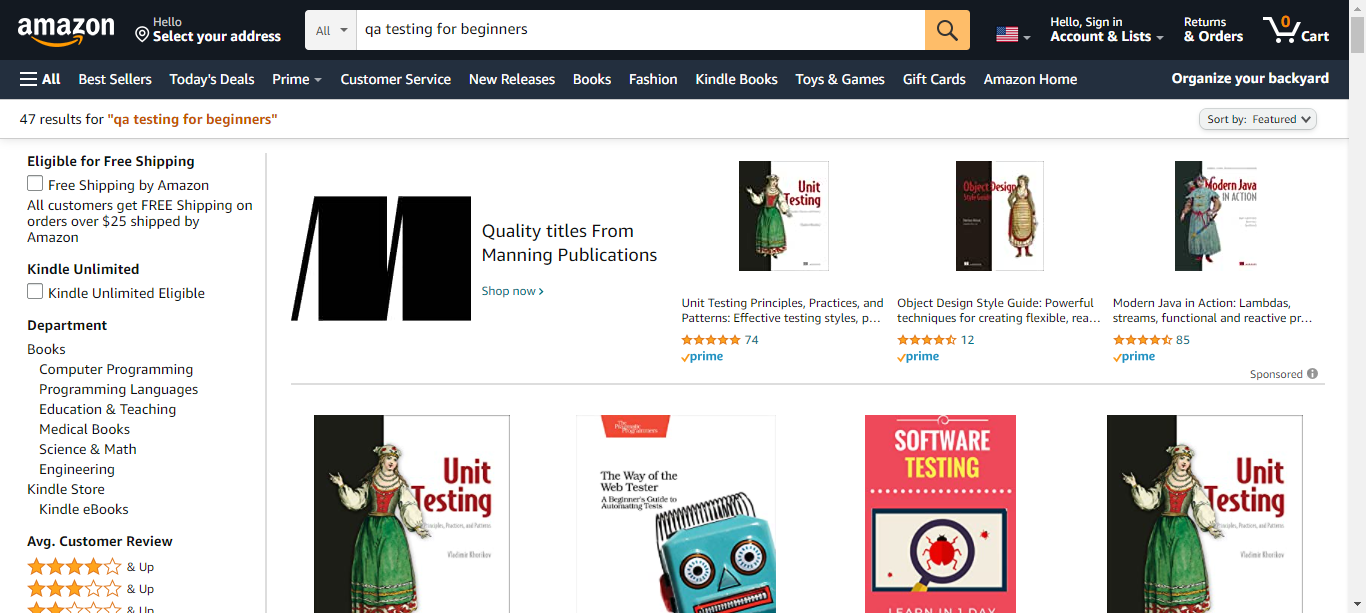 amazon
Hello
Select your address
All
qa testing for beginners
Hello, Sign in
Account & Lists
Returns
& Orders
0
Cart
All
Best Sellers
Today's Deals
Prime
Customer Service
New Releases
Books
Fashion
Kindle Books
Toys & Games
Gift Cards
Amazon Home
Organize your backyard
47 results for "qa testing for beginners"
Sort by: Featured
Eligible for Free Shipping
Free Shipping by Amazon
All customers get FREE Shipping on
orders over $25 shipped by
Amazon
Kindle Unlimited
Kindle Unlimited Eligible
Department
Books
Computer Programming
Programming Languages
Education & Teaching
Medical Books
Science & Math
Engineering
Kindle Store
Kindle eBooks
Avg. Customer Review
& Up
& Up
& Up
Quality titles From
Manning Publications
Shop now ›
Unit
Testing
Unit Testing Principles, Practices, and
Patterns: Effective testing styles, p...
74
prime
Object Design
Style Guide
Object Design Style Guide: Powerful
techniques for creating flexible, rea...
12
prime
Modern Java
IN ACTION
Modern Java in Action: Lambdas,
streams, functional and reactive pr...
85
prime
Sponsored
Unit
Testing
Principles, Practices, and Patterns
Vladimir Khorikov
The
Pragmatic
Programmers
The Way of the
Web Tester
A Beginner's Guide to
Automating Tests
SOFTWARE
TESTING
LEARN IN 1 DAY
Unit
Testing
Principles, Practices, and Patterns
Vladimir Khorikov